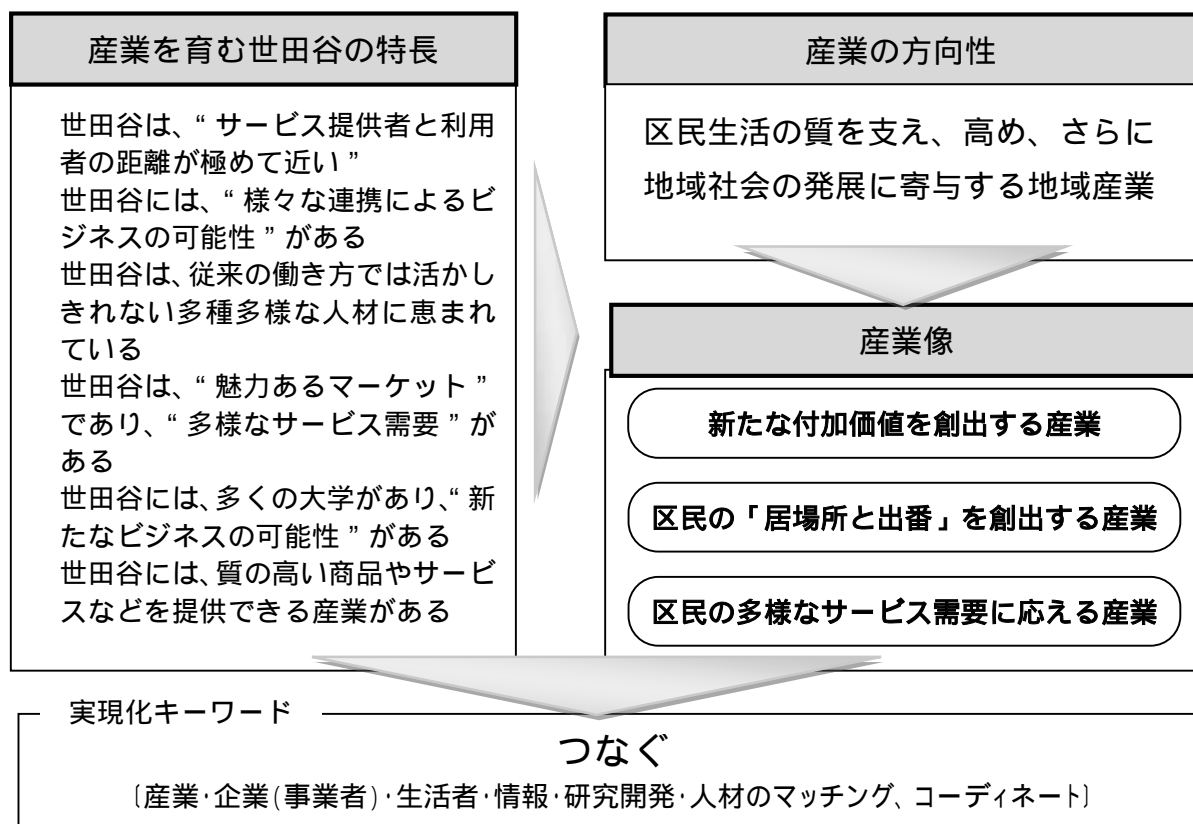 産業を育む世田谷の特長
世田谷は、“サービス提供者と利用
者の距離が極めて近い”
世田谷には、“様々な連携によるビ
ジネスの可能性”がある
世田谷は、従来の働き方では活かし
きれない多種多様な人材に恵まれ
ている
世田谷は、“魅力あるマーケット”
であり、“多様なサービス需要”が
ある
世田谷には、多くの大学があり、“新
たなビジネスの可能性”がある
世田谷には、質の高い商品やサービ
スなどを提供できる産業がある
産業の方向性
区民生活の質を支え、高め、さらに
地域社会の発展に寄与する地域産業
産業像
新たな付加価値を創出する産業
区民の「居場所と出番」を創出する産業
区民の多様なサービス需要に応える産業
実現化キーワード
つなぐ
〔産業・企業(事業者)・生活者・情報・研究開発・人材のマッチング、コーディネート〕